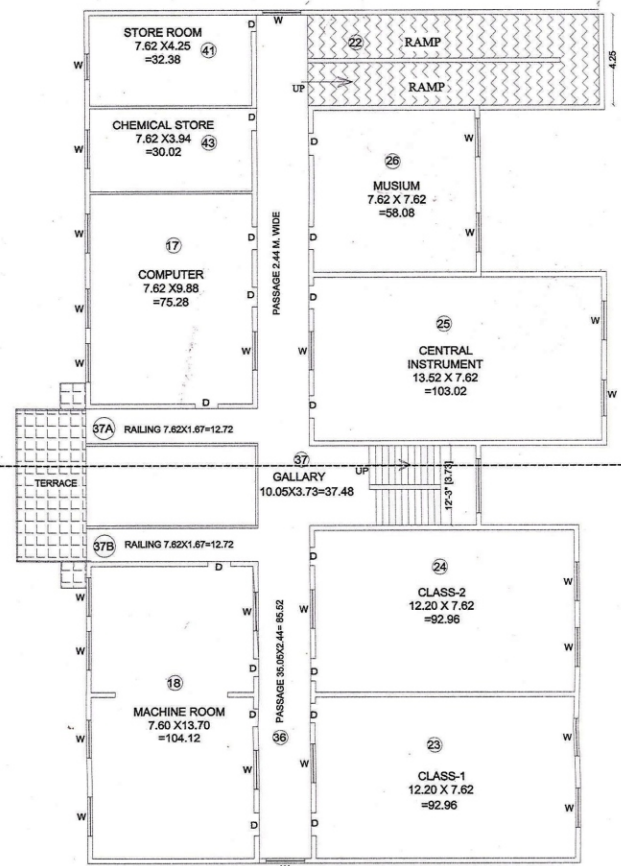 STORE ROOM
7.62 X4.25
=32.38
41
D
W
W
22
RAMP
RAMP
UP
4.25
CHEMICAL STORE
7.62 X3.94
=30.02
43
D
W
D
W
26
MUSIUM
7.62 X 7.62
=58.08
D
W
17
COMPUTER
7.62 X9.88
=75.28
D
W
W
W
W
D
PASSAGE 2.44 M. WIDE
D
25
CENTRAL
INSTRUMENT
13.52 X 7.62
=103.02
W
W
W
D
37A
RAILING 7.62X1.67=12.72
TERRACE
37
GALLARY
10.05X3.73=37.48
UP
12'-3" [3.73]
37B
RAILING 7.62X1.67=12.72
D
W
W
W
18
MACHINE ROOM
7.60 X13.70
=104.12
D
D
W
W
W
D
PASSAGE 35.05X2.44= 85.52
36
D
W
24
CLASS-2
12.20 X 7.62
=92.96
W
W
D
D
W
23
CLASS-1
12.20 X 7.62
=92.96
W
W
D
W